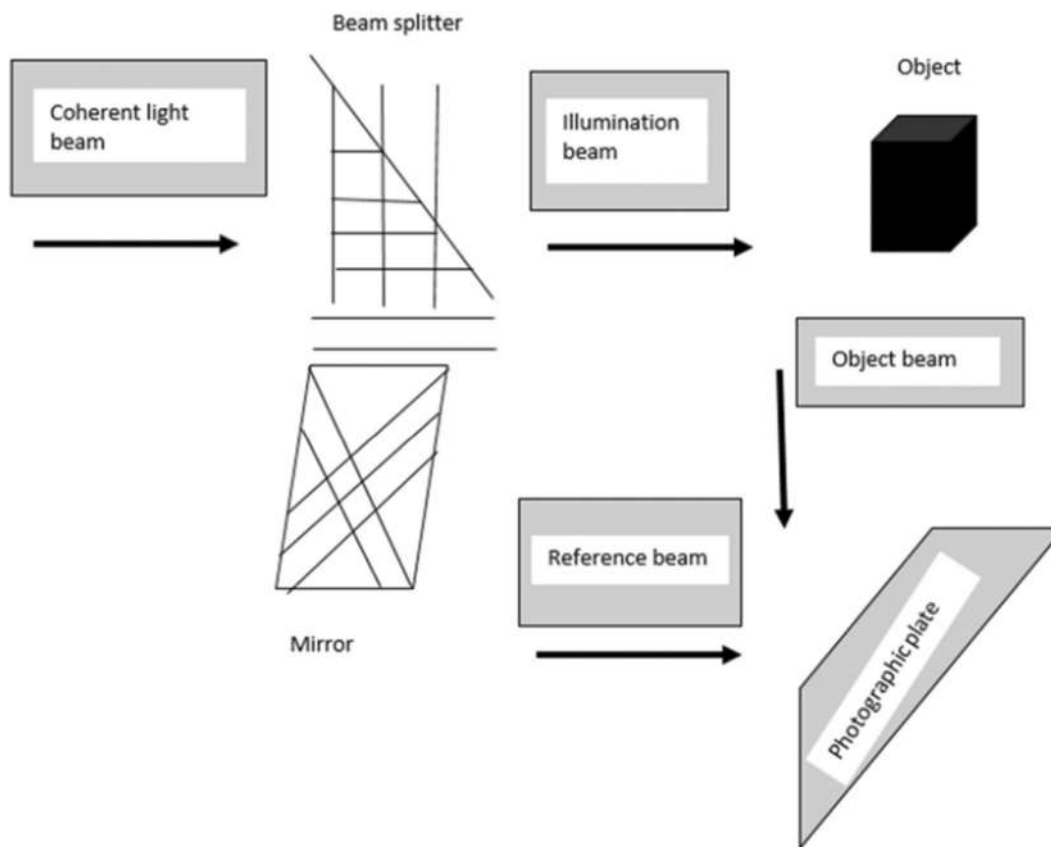 Beam splitter
Coherent light
beam
Illumination
beam
Object
Object beam
Reference beam
Mirror
Photographic plate